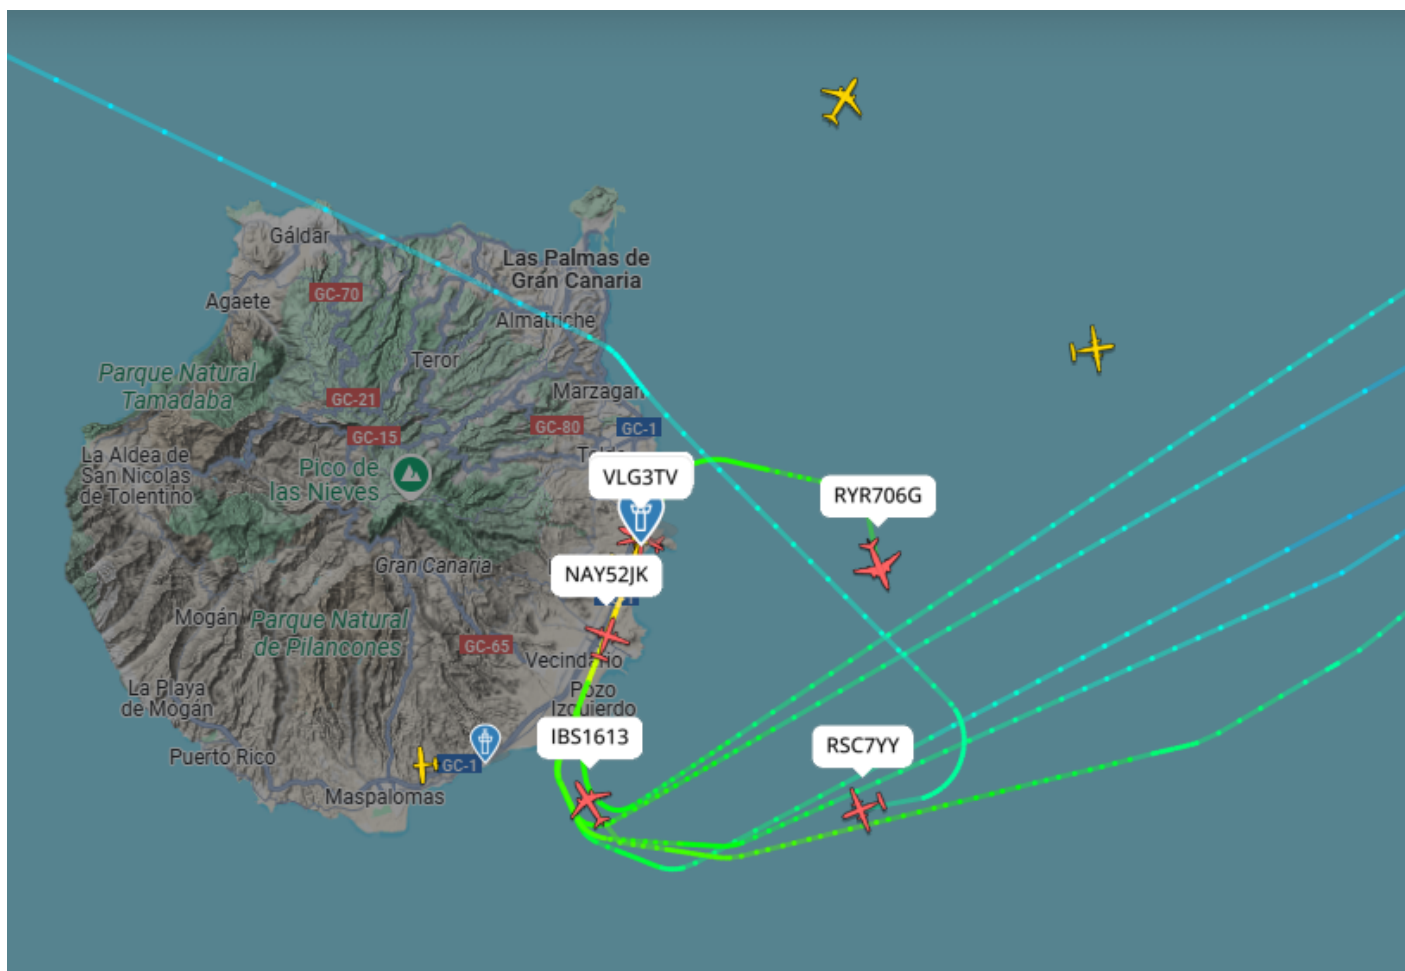 Gáldar
Las Palmas de
Gran Canaria
GC-70
Agaete
Almatriche
Teror
Parque Natural
Tamadaba
Marzagan
GC-21
GC-80
GC-1
GC-15
La Aldea de
San Nicolas
de Tolentino
Pico de
las Nieves
VLG3TV
RYR706G
Gran Canaria
NAY52JK
Mogán
Parque Natural
de Pilancones
GC-65
Vecindario
La Playa
de Mogán
Pozo
Izquierdo
IBS1613
RSC7YY
Puerto Rico
GC-1
Maspalomas